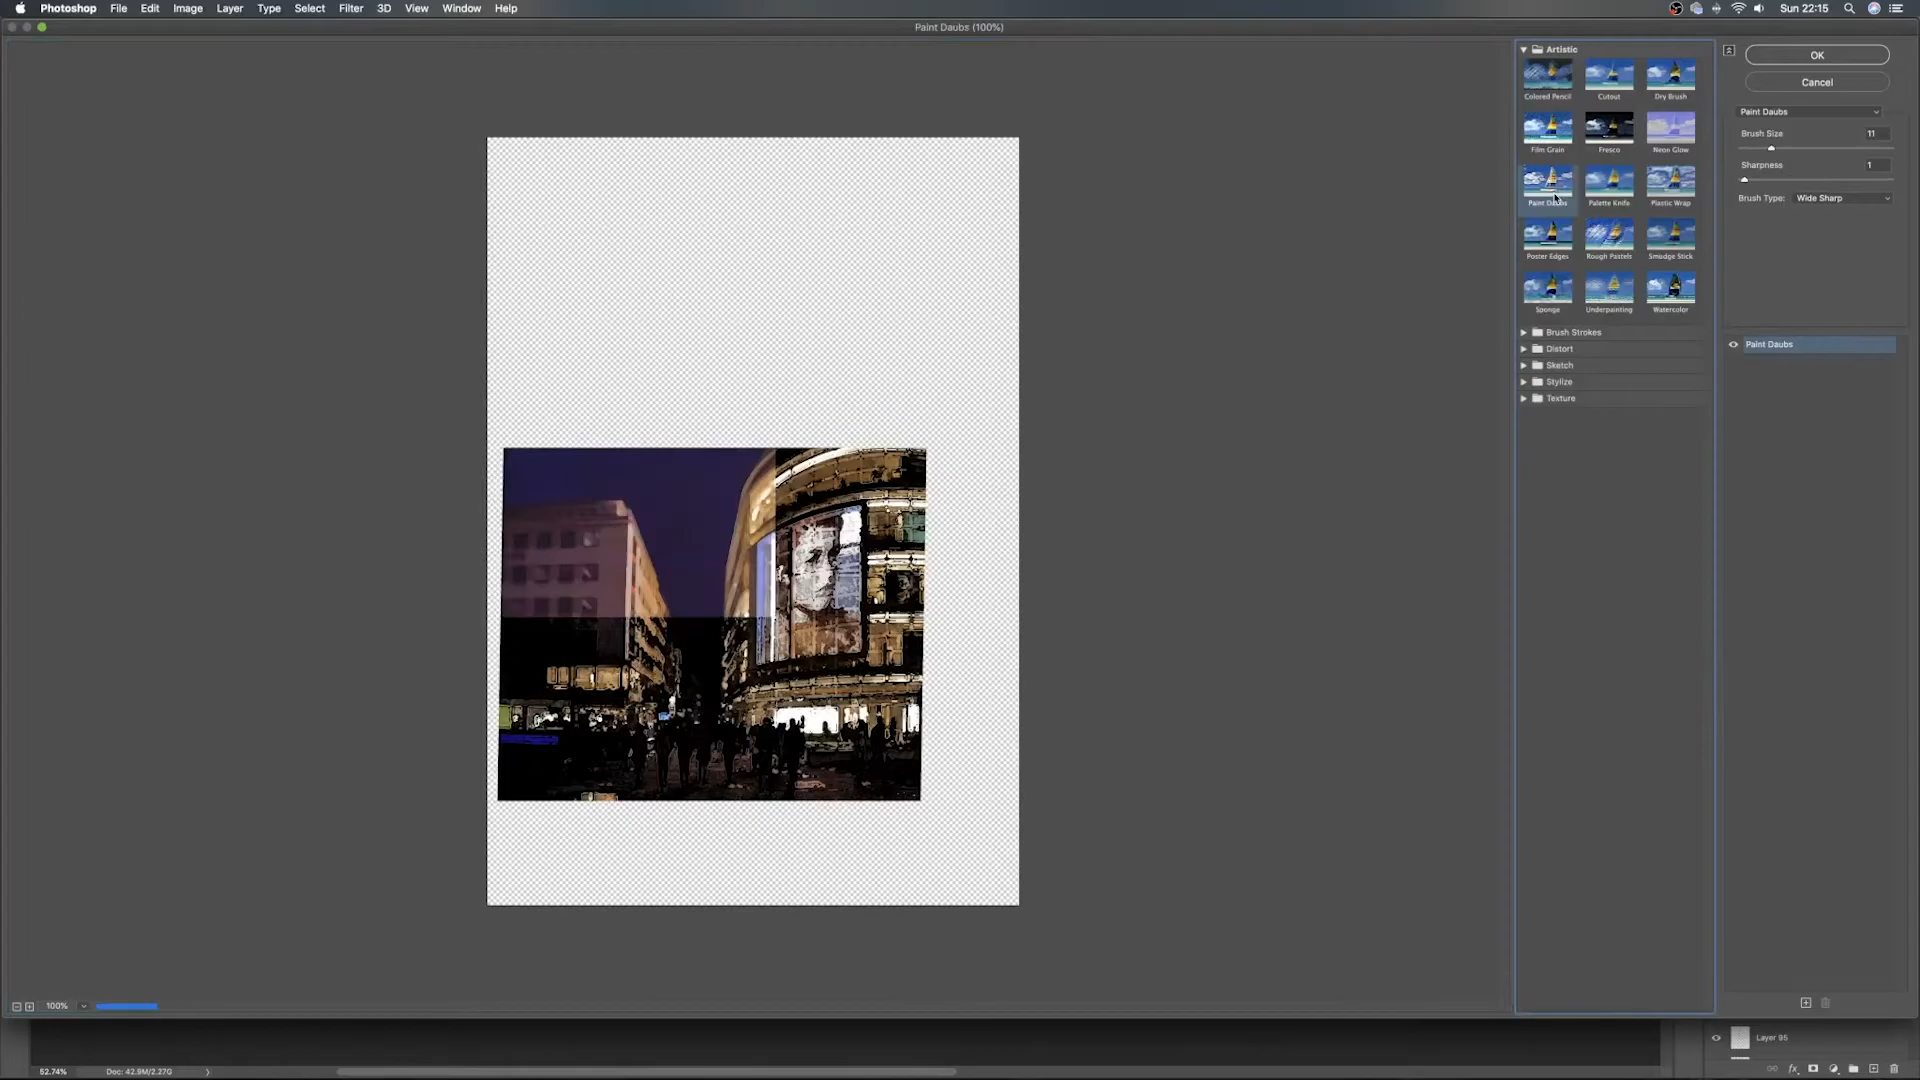 Photoshop File Edit Image Layer Type Select Filter 3D View Window Help Sun 22:15
Paint Daubs (100%)
Artistic
Colored Pencil Cutout Dry Brush
Film Grain Fresco Neon Glow
Paint Daubs Palette Knife Plastic Wrap
Poster Edges Rough Pastels Smudge Stick
Sponge Underpainting Watercolor
Brush Strokes
Distort
Sketch
Stylize
Texture
OK
Cancel
Paint Daubs
Brush Size 11
Sharpness 1
Brush Type: Wide Sharp
Paint Daubs
100%
Layer 95
52.74% Doc: 42.9M/2.27G